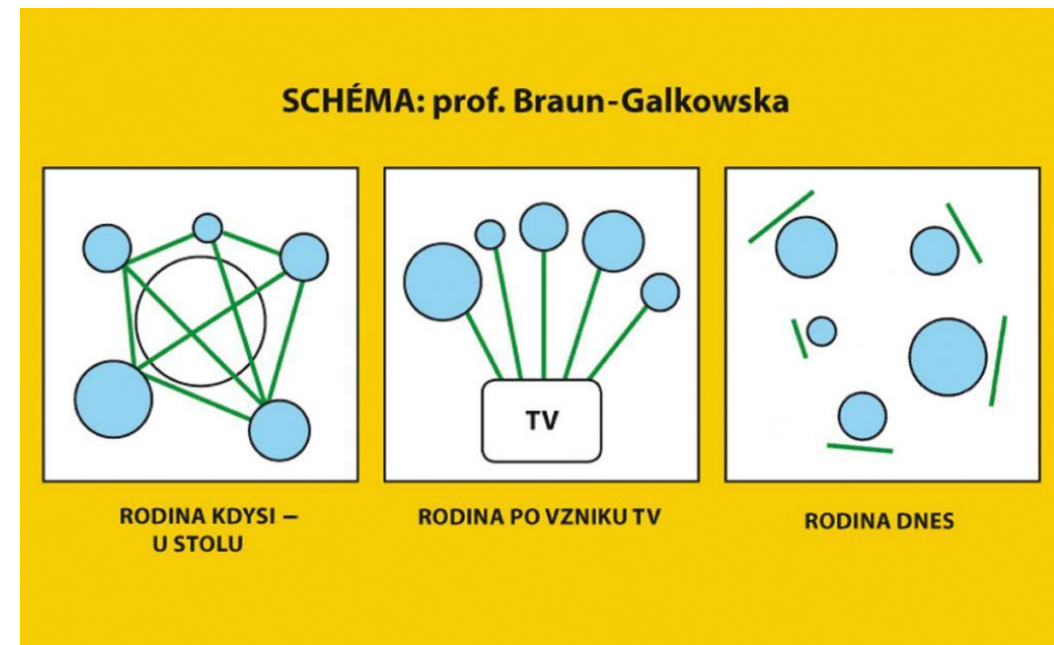 SCHÉMA: prof. Braun-Galkowska
TV
RODINA KDYSI –
U STOLU
RODINA PO VZNIKU TV
RODINA DNES